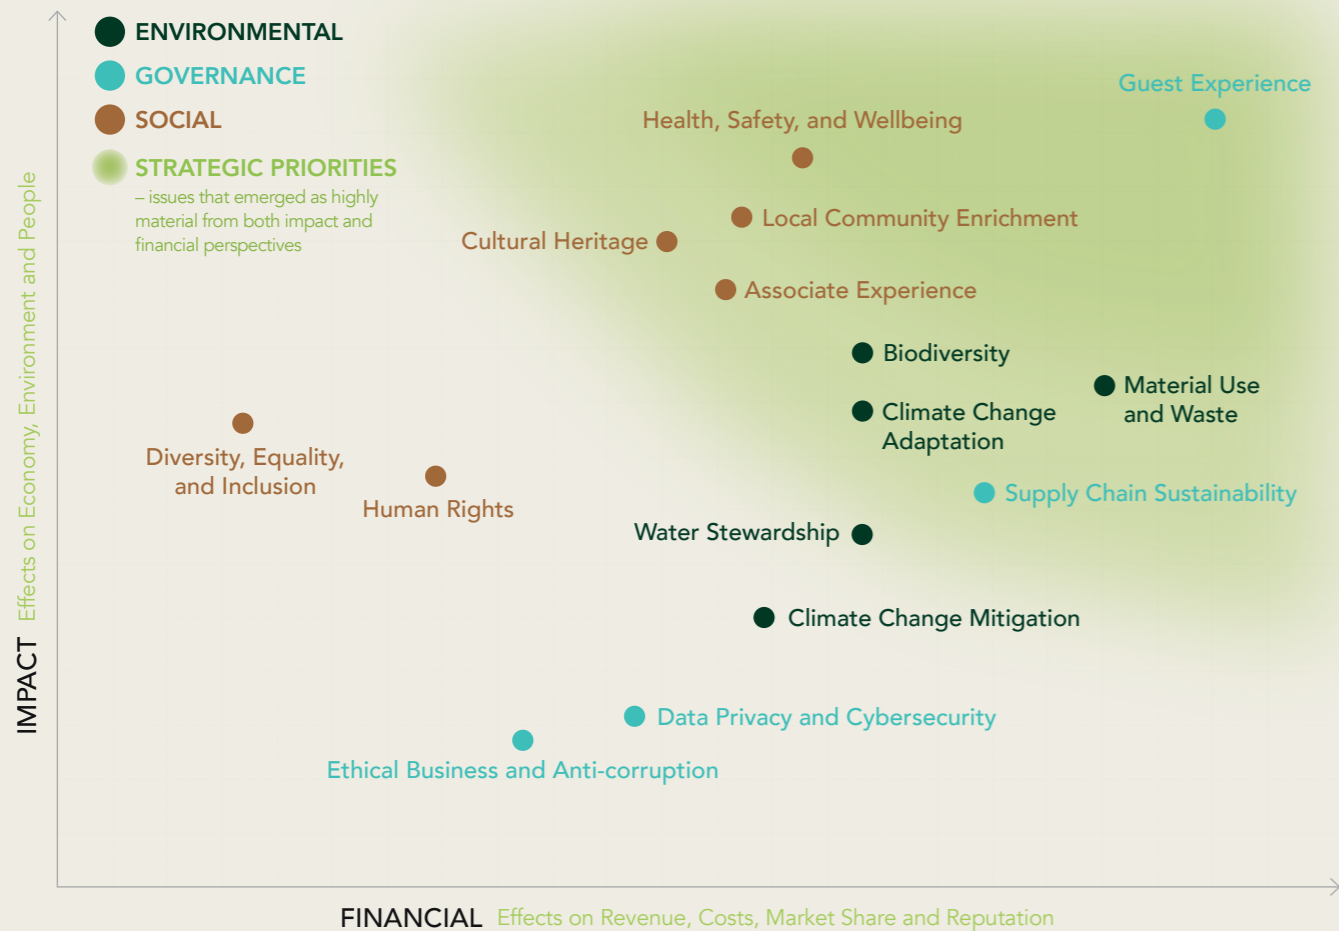 ENVIRONMENTAL
GOVERNANCE
SOCIAL
STRATEGIC PRIORITIES
– issues that emerged as highly
material from both impact and
financial perspectives
Guest Experience
Health, Safety, and Wellbeing
Local Community Enrichment
Cultural Heritage
Associate Experience
Biodiversity
Material Use
and Waste
Climate Change
Adaptation
Diversity, Equality,
and Inclusion
Human Rights
Supply Chain Sustainability
Water Stewardship
Climate Change Mitigation
Data Privacy and Cybersecurity
Ethical Business and Anti-corruption
IMPACT Effects on Economy, Environment and People
FINANCIAL Effects on Revenue, Costs, Market Share and Reputation